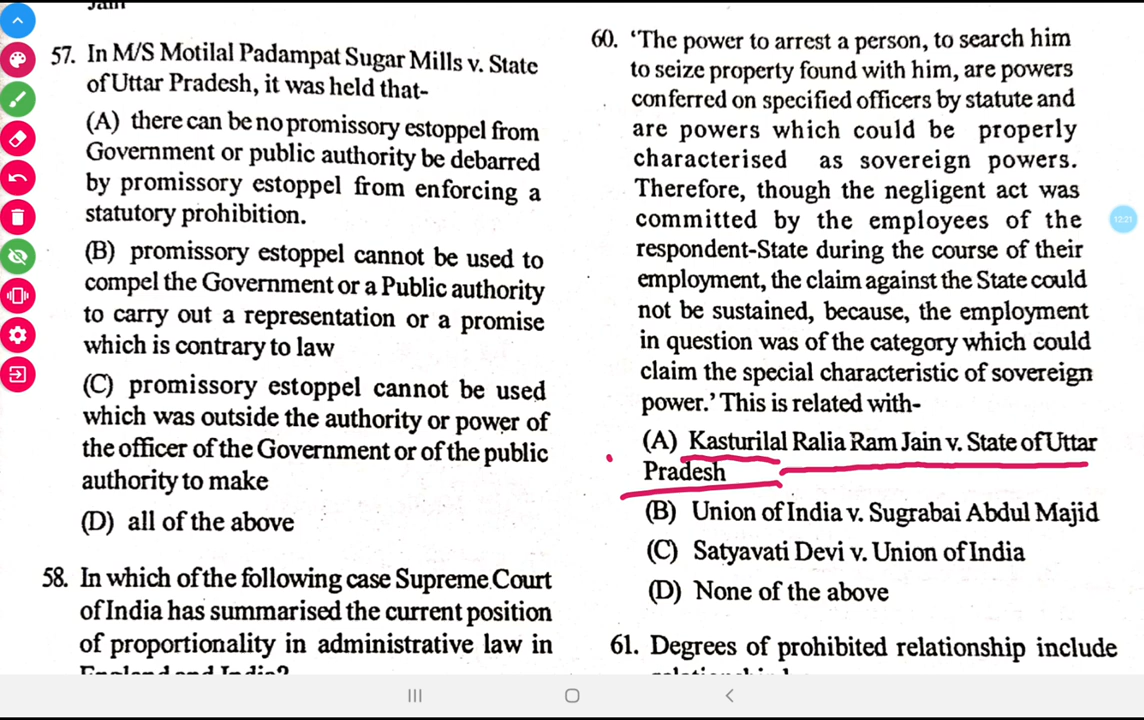 Jain
57. In M/S Motilal Padampat Sugar Mills v. State
of Uttar Pradesh, it was held that-
(A) there can be no promissory estoppel from
Government or public authority be debarred
by promissory estoppel from enforcing a
statutory prohibition.
(B) promissory estoppel cannot be used to
compel the Government or a Public authority
to carry out a representation or a promise
which is contrary to law
(C) promissory estoppel cannot be used
which was outside the authority or power of
the officer of the Government or of the public
authority to make
(D) all of the above
58. In which of the following case Supreme Court
of India has summarised the current position
of proportionality in administrative law in
England and India?
60. ‘The power to arrest a person, to search him
to seize property found with him, are powers
conferred on specified officers by statute and
are powers which could be properly
characterised as sovereign powers.
Therefore, though the negligent act was
committed by the employees of the
respondent-State during the course of their
employment, the claim against the State could
not be sustained, because, the employment
in question was of the category which could
claim the special characteristic of sovereign
power.’ This is related with-
(A) Kasturilal Ralia Ram Jain v. State of Uttar
Pradesh
(B) Union of India v. Sugrabai Abdul Majid
(C) Satyavati Devi v. Union of India
(D) None of the above
61. Degrees of prohibited relationship include
12:21